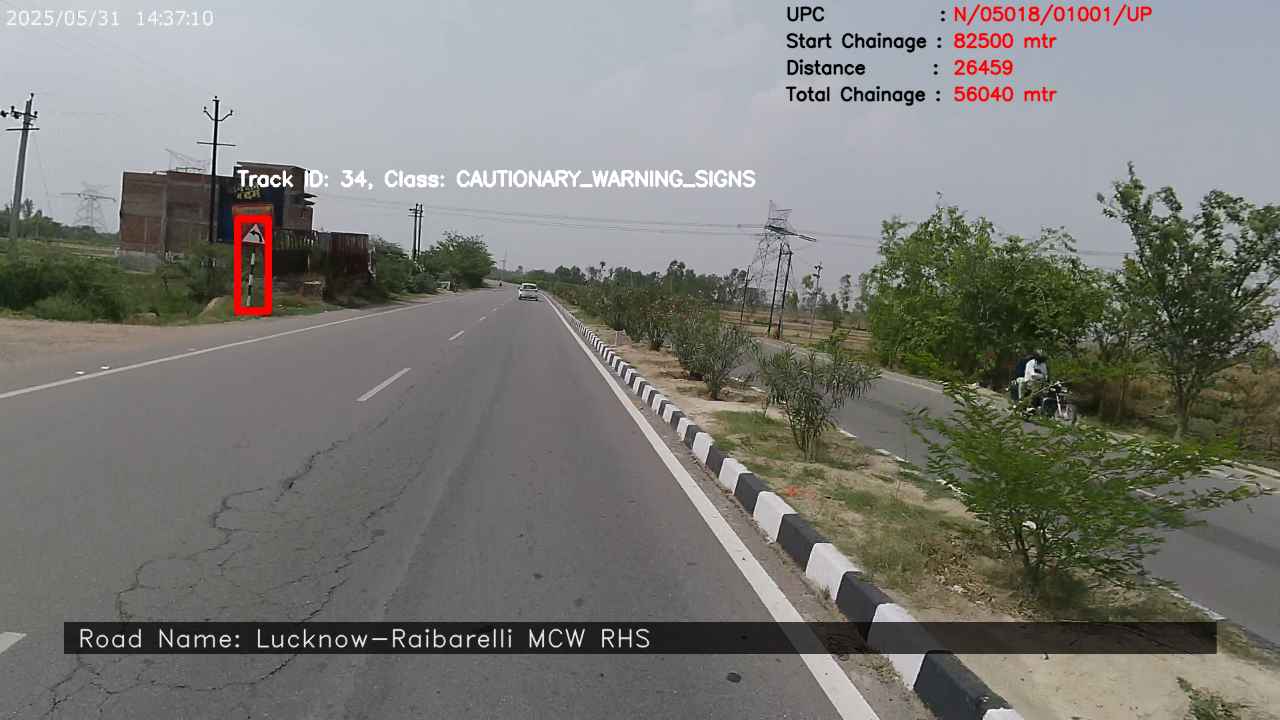 2025/05/31 14:37:10
UPC : N/05018/01001/UP
Start Chainage : 82500 mtr
Distance : 26459
Total Chainage : 56040 mtr
Track ID: 34, Class: CAUTIONARY_WARNING_SIGNS
Road Name: Lucknow-Raibarelli MCW RHS